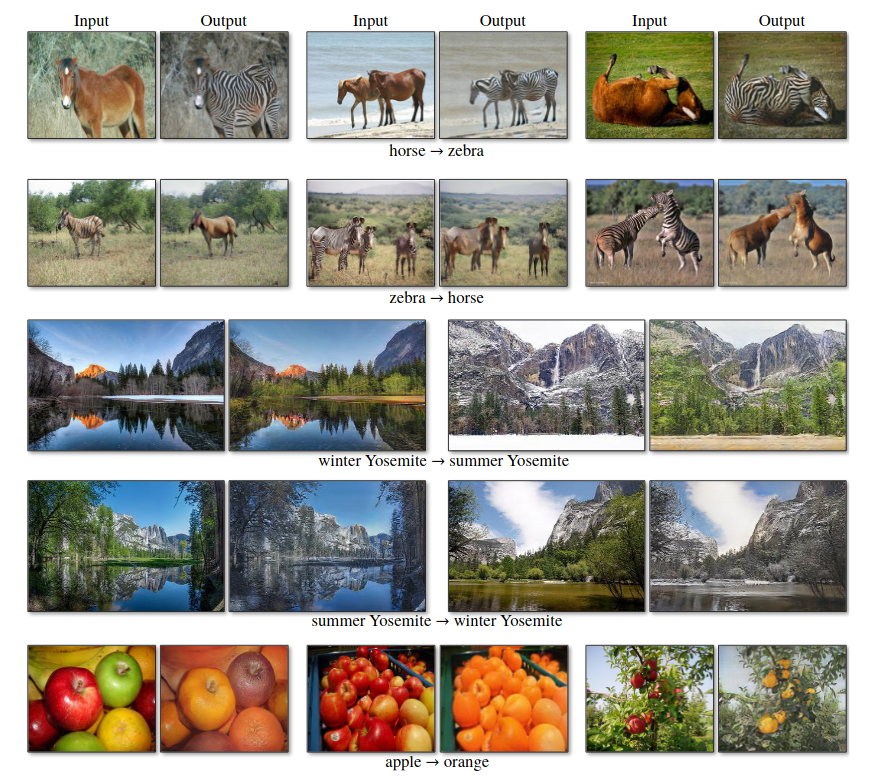 Input Output Input Output Input Output
horse → zebra
zebra → horse
winter Yosemite → summer Yosemite
summer Yosemite → winter Yosemite
apple → orange